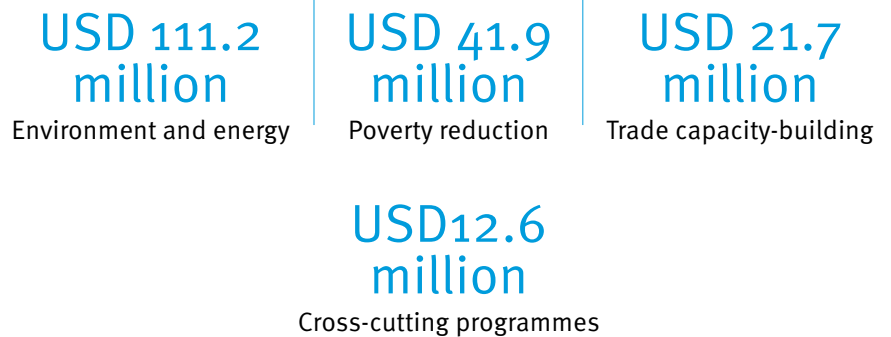 USD 111.2
million
Environment and energy
USD 41.9
million
Poverty reduction
USD 21.7
million
Trade capacity-building
USD12.6
million
Cross-cutting programmes